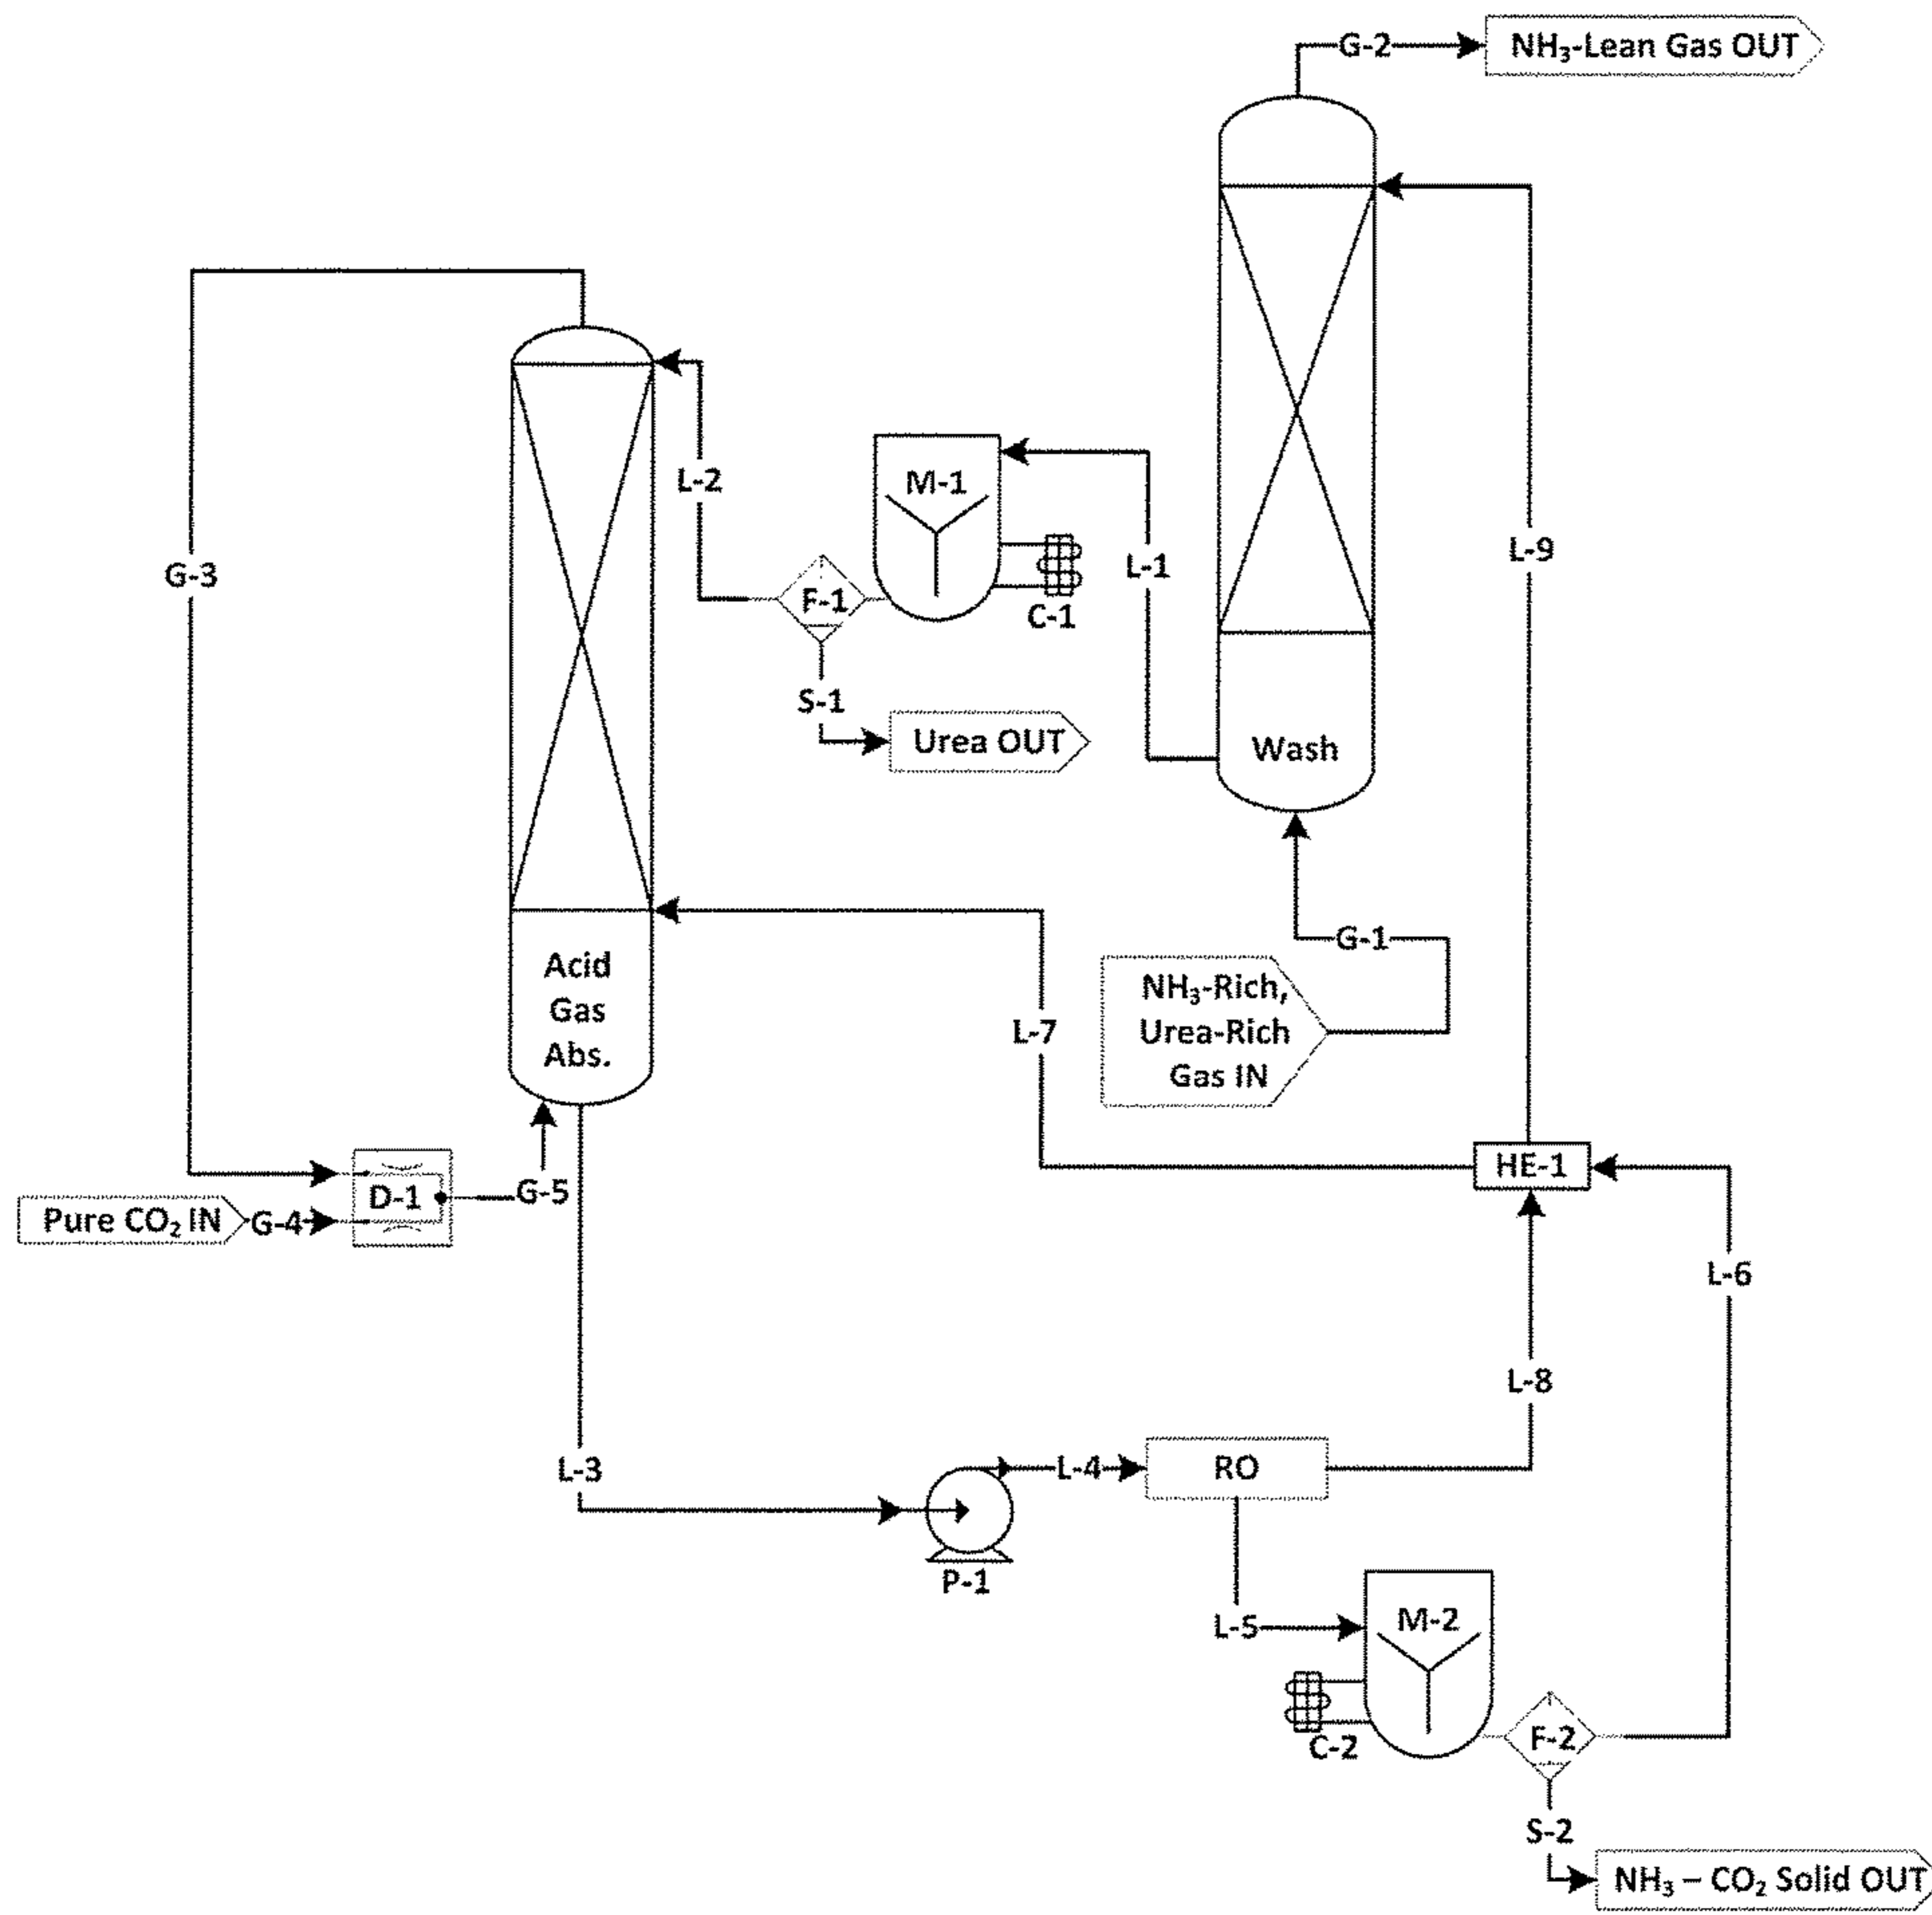 G-2
NH₃-Lean Gas OUT
L-2
M-1
L-9
L-1
G-3
F-1
C-1
S-1
Urea OUT
Wash
G-1
Acid
Gas
Abs.
NH₃-Rich,
Urea-Rich
Gas IN
L-7
HE-1
D-1
G-5
Pure CO₂ IN
G-4
L-6
L-8
L-3
L-4
RO
P-1
L-5
M-2
C-2
F-2
S-2
NH₃ – CO₂ Solid OUT